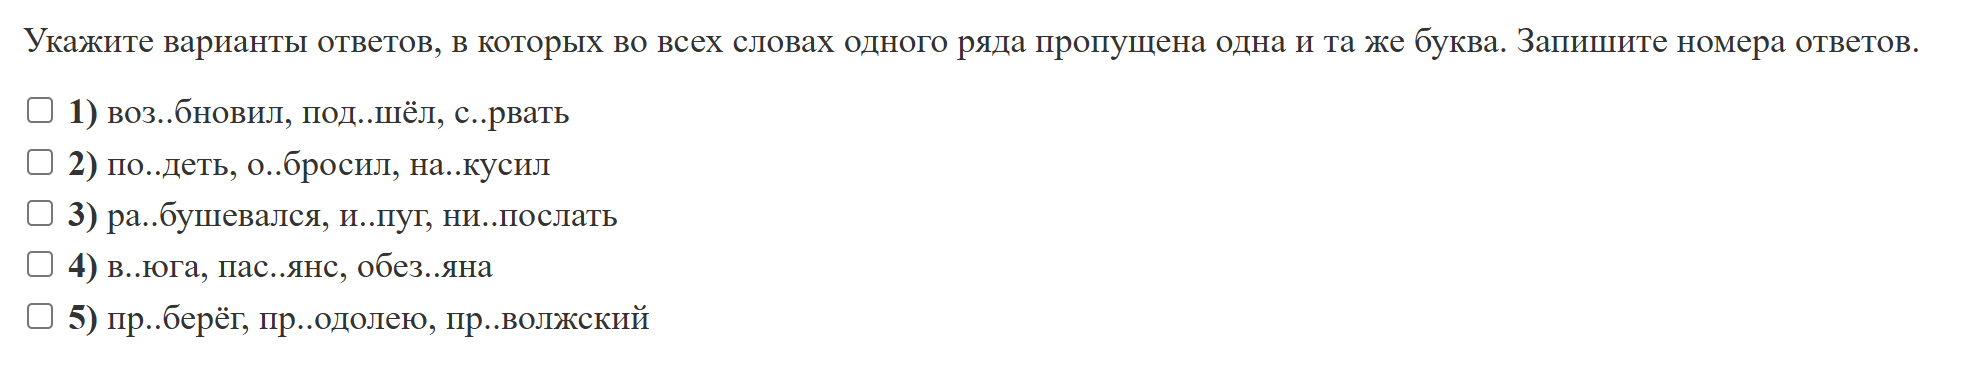 Укажите варианты ответов, в которых во всех словах одного ряда пропущена одна и та же буква. Запишите номера ответов.
1) воз..бновил, под..шёл, с..рвать
2) по..деть, о..бросил, на..кусил
3) ра..бушевался, и..пуг, ни..послать
4) в..юга, пас..янс, обез..яна
5) пр..берёг, пр..одолею, пр..волжский